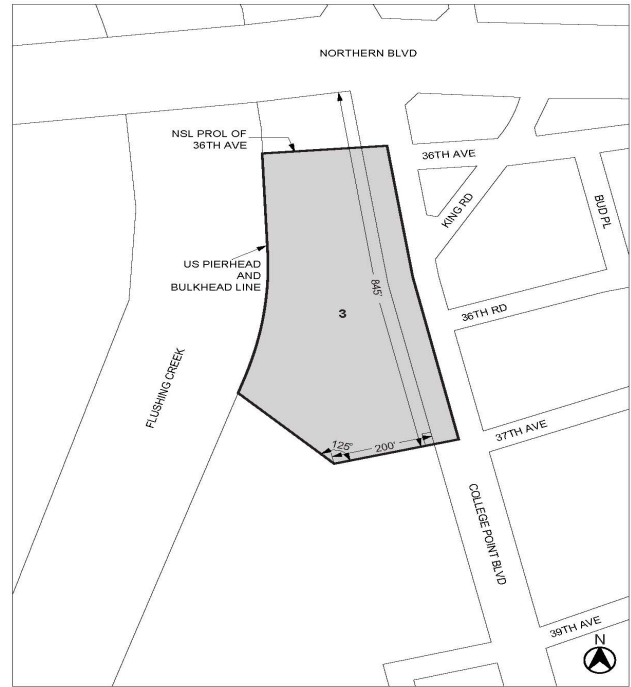 NORTHERN BLVD
NSL PROL OF
36TH AVE
36TH AVE
KING RD
BUD PL
US PIERHEAD
AND
BULKHEAD LINE
845'
3
36TH RD
FLUSHING CREEK
125°
200'
37TH AVE
COLLEGE POINT BLVD
39TH AVE
N